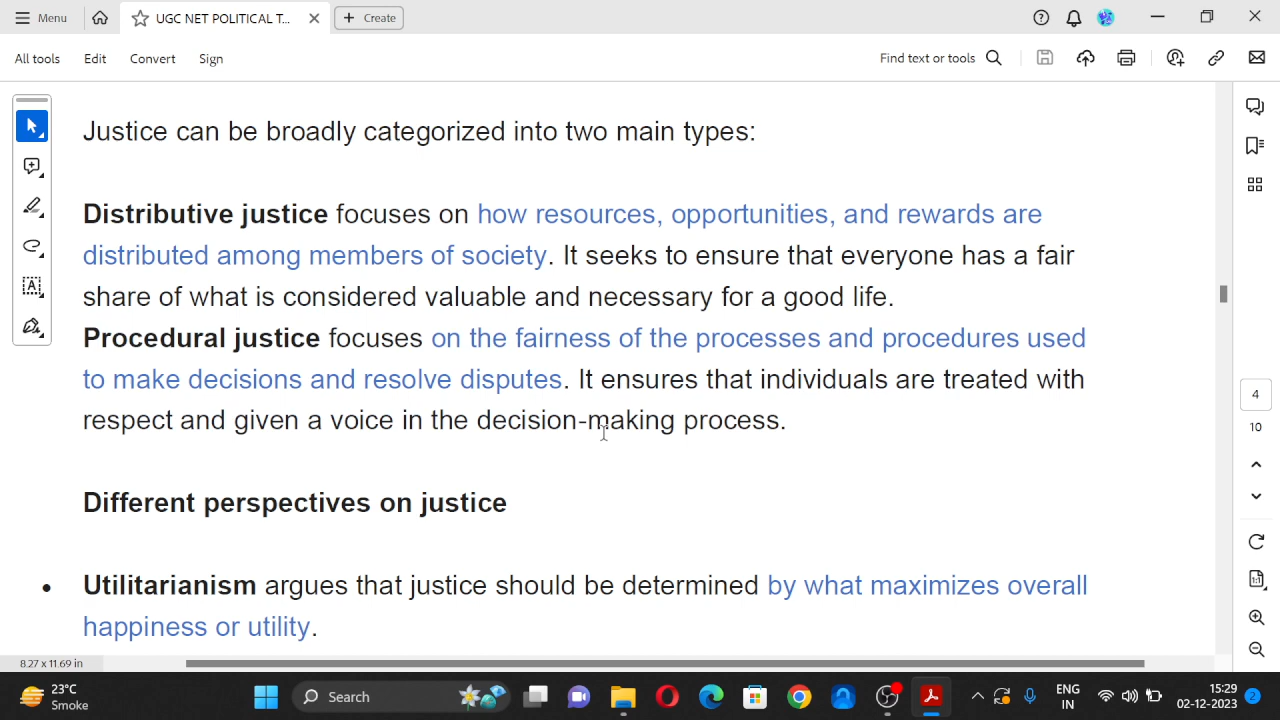 Menu
UGC NET POLITICAL T...
Create
All tools
Edit
Convert
Sign
Find text or tools
Justice can be broadly categorized into two main types:
Distributive justice focuses on how resources, opportunities, and rewards are
distributed among members of society. It seeks to ensure that everyone has a fair
share of what is considered valuable and necessary for a good life.
Procedural justice focuses on the fairness of the processes and procedures used
to make decisions and resolve disputes. It ensures that individuals are treated with
respect and given a voice in the decision-making process.
Different perspectives on justice
• Utilitarianism argues that justice should be determined by what maximizes overall
happiness or utility.
4
10
1:1
8.27 x 11.69 in
23°C
Smoke
Search
ENG
IN
15:29
02-12-2023
2